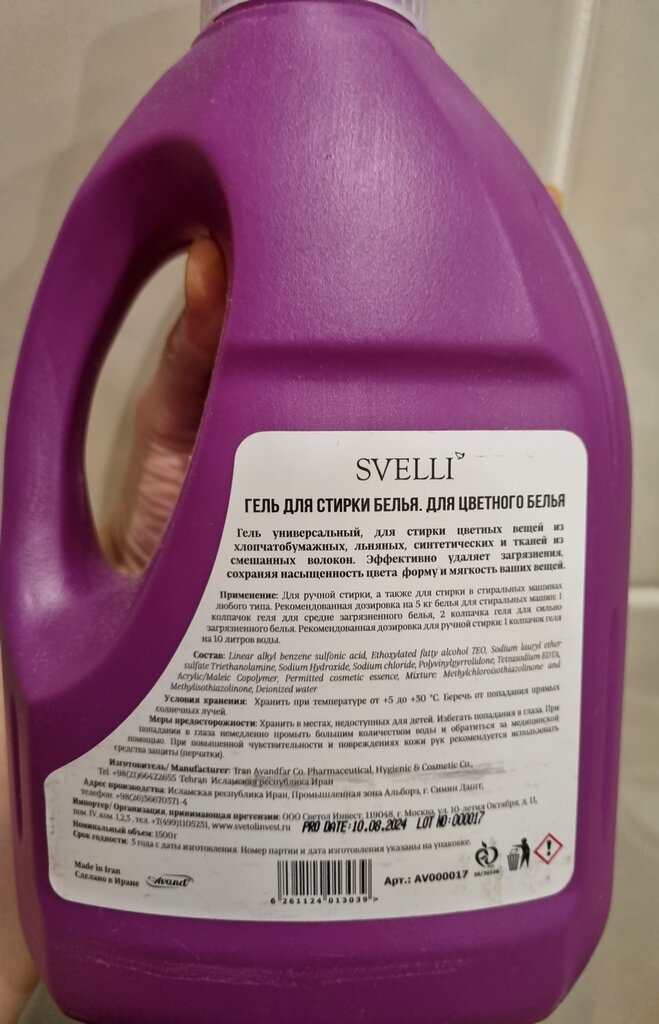 SVELLI
ГЕЛЬ ДЛЯ СТИРКИ БЕЛЬЯ. ДЛЯ ЦВЕТНОГО БЕЛЬЯ
Гель универсальный, для стирки цветных вещей из
хлопчатобумажных, льняных, синтетических и тканей из
смешанных волокон. Эффективно удаляет загрязнения,
сохраняя насыщенность цвета форму и мягкость ваших вещей.
Применение: Для ручной стирки, а также для стирки в стиральных машинах
любого типа. Рекомендованная дозировка на 5 кг белья для стиральных машин: 1
колпачок геля для средне загрязненного белья, 2 колпачка геля для сильно
загрязненного белья. Рекомендованная дозировка для ручной стирки: 1 колпачок геля
на 10 литров воды.
Состав: Linear alkyl benzene sulfonic acid, Ethoxylated fatty alcohol 7EO, Sodium lauryl ether
sulfate Triethanolamine, Sodium Hydroxide, Sodium chloride, Polyvinylpyrrolidone, Tetrasodium EDTA,
Acrylic/Maleic Copolymer, Permitted cosmetic essence, Mixture: Methylchloroisothiazolinone and
Methylisothiazolinone, Deionized water
Условия хранения: Хранить при температуре от +5 до +30 °C. Беречь от попадания прямых
солнечных лучей.
Меры предосторожности: Хранить в местах, недоступных для детей. Избегать попадания в глаза. При
попадании в глаза немедленно промыть большим количеством воды и обратиться за медицинской
помощью. При повышенной чувствительности и повреждениях кожи рук рекомендуется использовать
средства защиты (перчатки).
Изготовитель/ Manufacturer: Iran Avandfar Co. Pharmaceutical, Hygienic & Cosmetic Co.,
Tel +98(21)66422655 Tehran Исламская республика Иран
Адрес производства: Исламская Республика Иран, Промышленная зона Альборз, г. Симин Дашт,
телефон: +98(26)36670371-4
Импортер/ Организация, принимающая претензии: ООО Светол Инвест, 119048, г. Москва, ул. 10-летия Октября, д. 11,
пом. IV, ком. 1,2,3 , тел. +7(499)1105231, www.svetolinvest.ru PRO DATE:10.08.2024 LOT NO:000017
Номинальный объем: 1500г
Срок годности: 3 года с даты изготовления. Номер партии и дата изготовления указаны на упаковке.
Made in Iran
Сделано в Иране
Avand
6 261124 013039 >
Арт.: AV000017